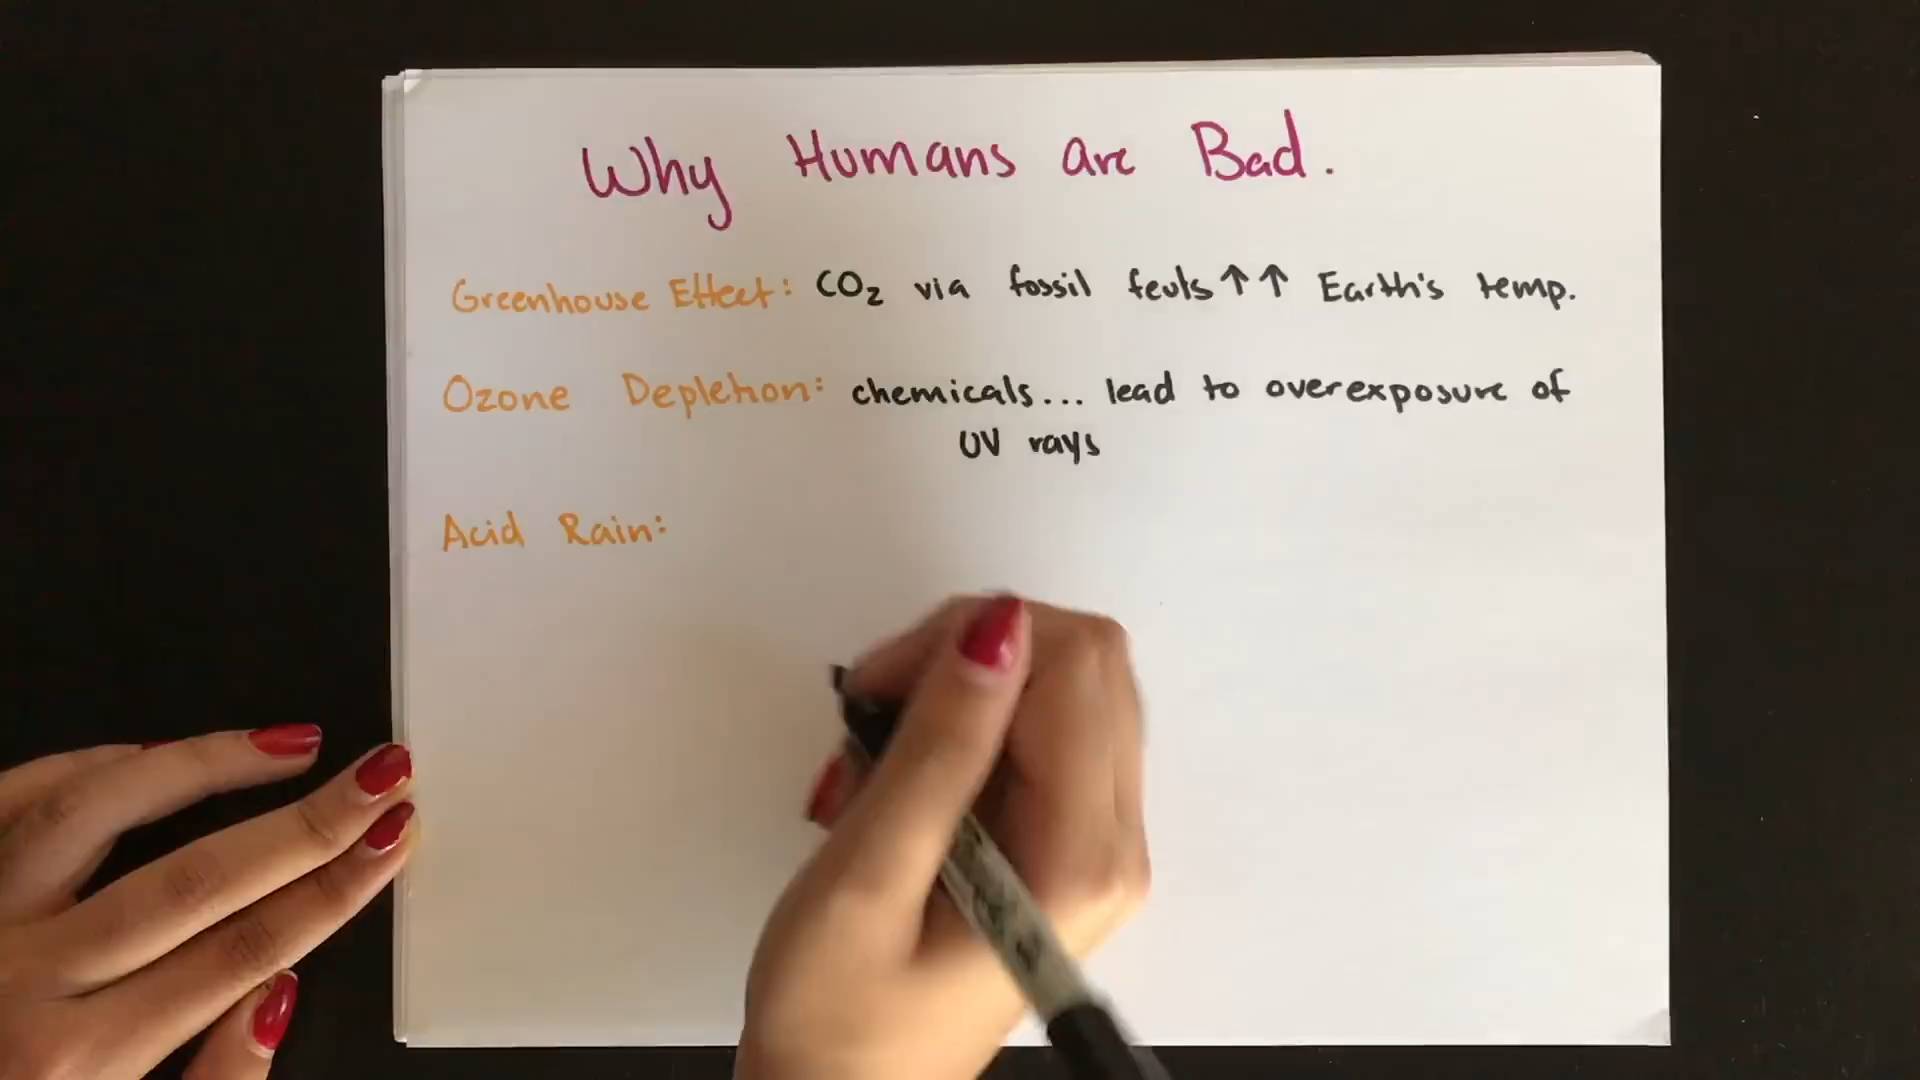 Why Humans are Bad.
Greenhouse Effect: CO₂ via fossil feuls ↑↑ Earth's temp.
Ozone Depletion: chemicals... lead to overexposure of
UV rays
Acid Rain: